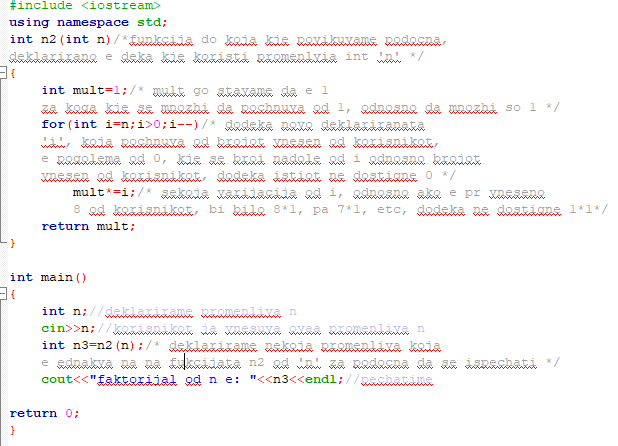 #include <iostream>
using namespace std;
int n2(int n)/*funkcija do koja kje povikuvame podocna,
deklarirano e deka kje koristi promenlvia int 'n' */
{
int mult=1;/* mult go stavame da e 1
za koga kje se mnozhi da pochnuva od 1, odnosno da mnozhi so 1 */
for(int i=n;i>0;i--)/* dodeka novo deklariranata
'i', koja pochnuva od brojot vnesen od korisnikot,
e pogolema od 0, kje se broi nadole od i odnosno brojot
vnesen od korisnikot, dodeka istiot ne dostigne 0 */
mult*=i;/* sekoja varijacija od i, odnosno ako e pr vneseno
8 od korisnikot, bi bilo 8*1, pa 7*1, etc, dodeka ne dostigne 1*1*/
return mult;
}
int main()
{
int n;//deklarirame promenliva n
cin>>n;//korisnikot ja vnesuva ovaa promenliva n
int n3=n2(n);/* deklarirame nekoja promenliva koja
e ednakva na na fukcijata n2 od 'n' za podocna da se ispechati */
cout<<"faktorijal od n e: "<<n3<<endl;//pechatime
return 0;
}